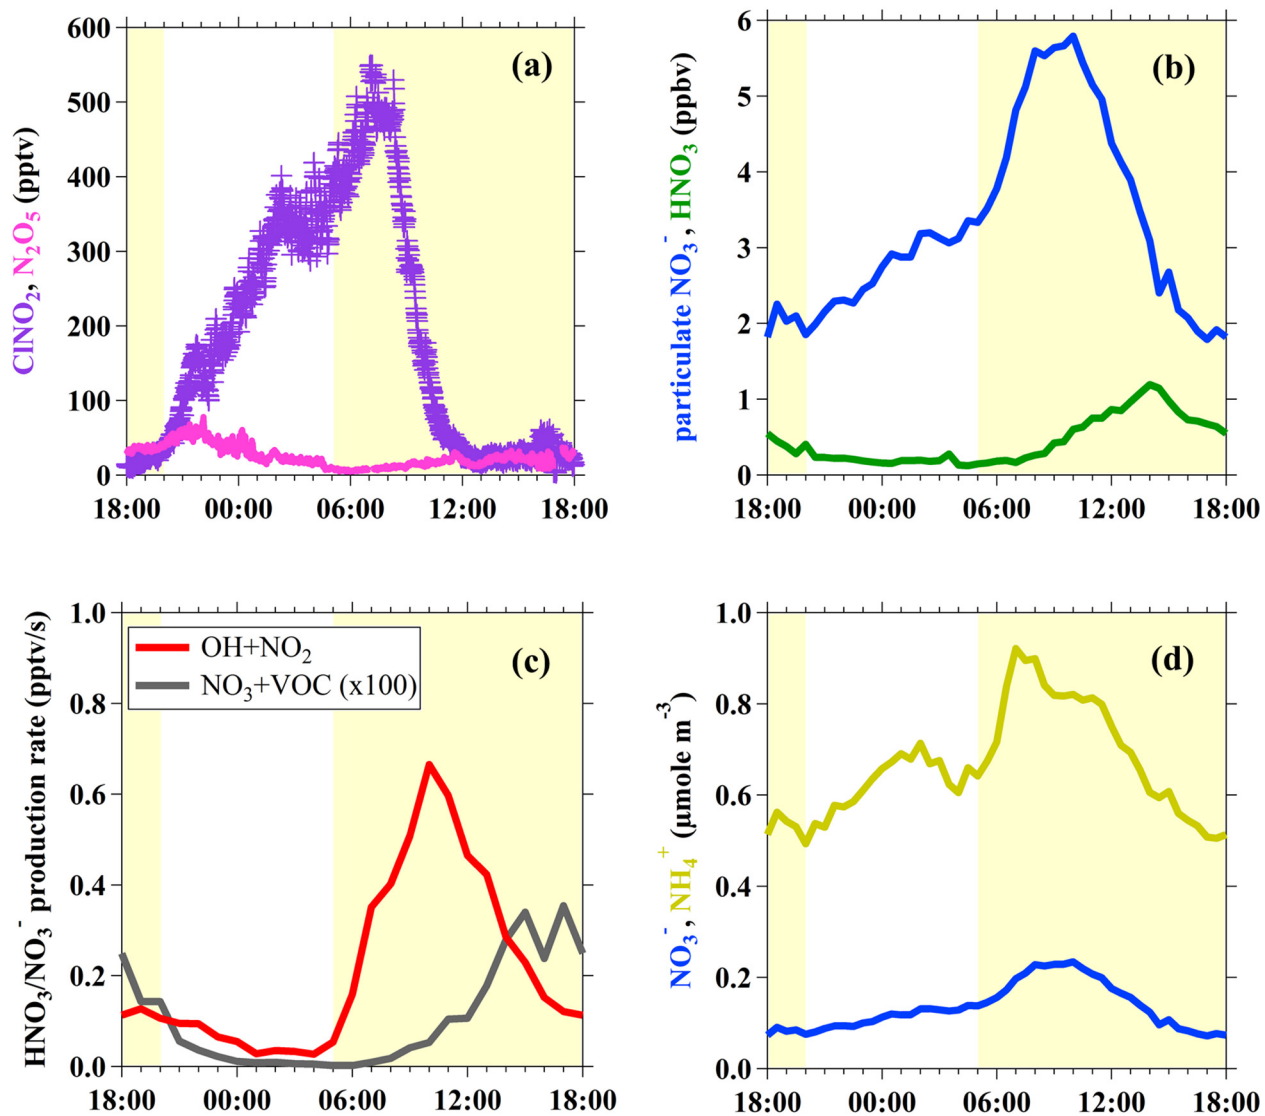 (a)
ClNO₂, N₂O₅ (pptv)
600
500
400
300
200
100
0
18:00 00:00 06:00 12:00 18:00
(b)
particulate NO₃⁻, HNO₃ (ppbv)
6
5
4
3
2
1
0
18:00 00:00 06:00 12:00 18:00
(c)
HNO₃/NO₃⁻ production rate (pptv/s)
OH+NO₂
NO₃+VOC (x100)
1.0
0.8
0.6
0.4
0.2
0.0
18:00 00:00 06:00 12:00 18:00
(d)
NO₃⁻, NH₄⁺ (μmole m⁻³)
1.0
0.8
0.6
0.4
0.2
0.0
18:00 00:00 06:00 12:00 18:00